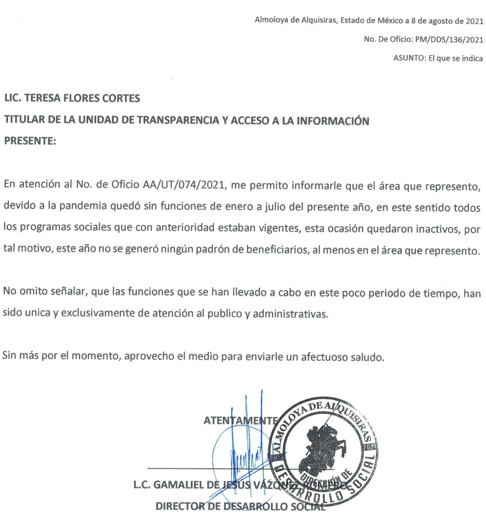 Almoloya de Alquisiras, Estado de México a 8 de agosto de 2021
No. De Oficio: PM/DDS/136/2021
ASUNTO: El que se indica
LIC. TERESA FLORES CORTES
TITULAR DE LA UNIDAD DE TRANSPARENCIA Y ACCESO A LA INFORMACIÓN
PRESENTE:
En atención al No. de Oficio AA/UT/074/2021, me permito informarle que el área que represento,
devido a la pandemia quedó sin funciones de enero a julio del presente año, en este sentido todos
los programas sociales que con anterioridad estaban vigentes, esta ocasión quedaron inactivos, por
tal motivo, este año no se generó ningún padrón de beneficiarios, al menos en el área que represento.
No omito señalar, que las funciones que se han llevado a cabo en este poco periodo de tiempo, han
sido unica y exclusivamente de atención al publico y administrativas.
Sin más por el momento, aprovecho el medio para enviarle un afectuoso saludo.
ATENTAMENTE
ALMOLOYA DE ALQUISIRAS
DIRECCIÓN DE
DESARROLLO SOCIAL
L.C. GAMALIEL DE JESUS VÁZQUEZ ROMERO
DIRECTOR DE DESARROLLO SOCIAL